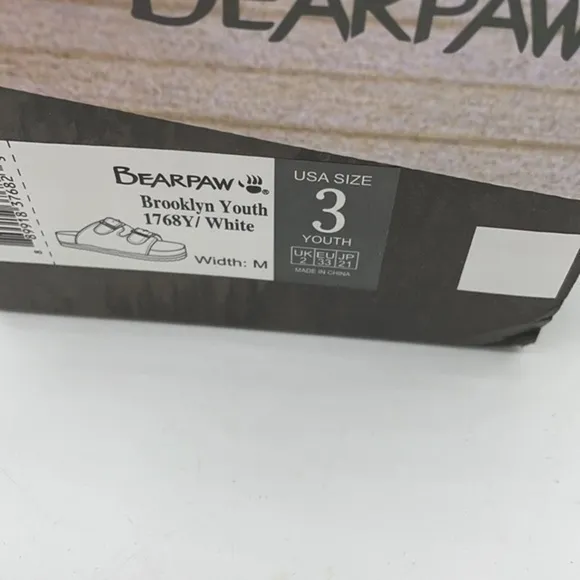 BEARPAW
BEARPAW ®
Brooklyn Youth
1768Y/ White
Width: M
USA SIZE
3
YOUTH
UK EU JP
2 33 21
MADE IN CHINA